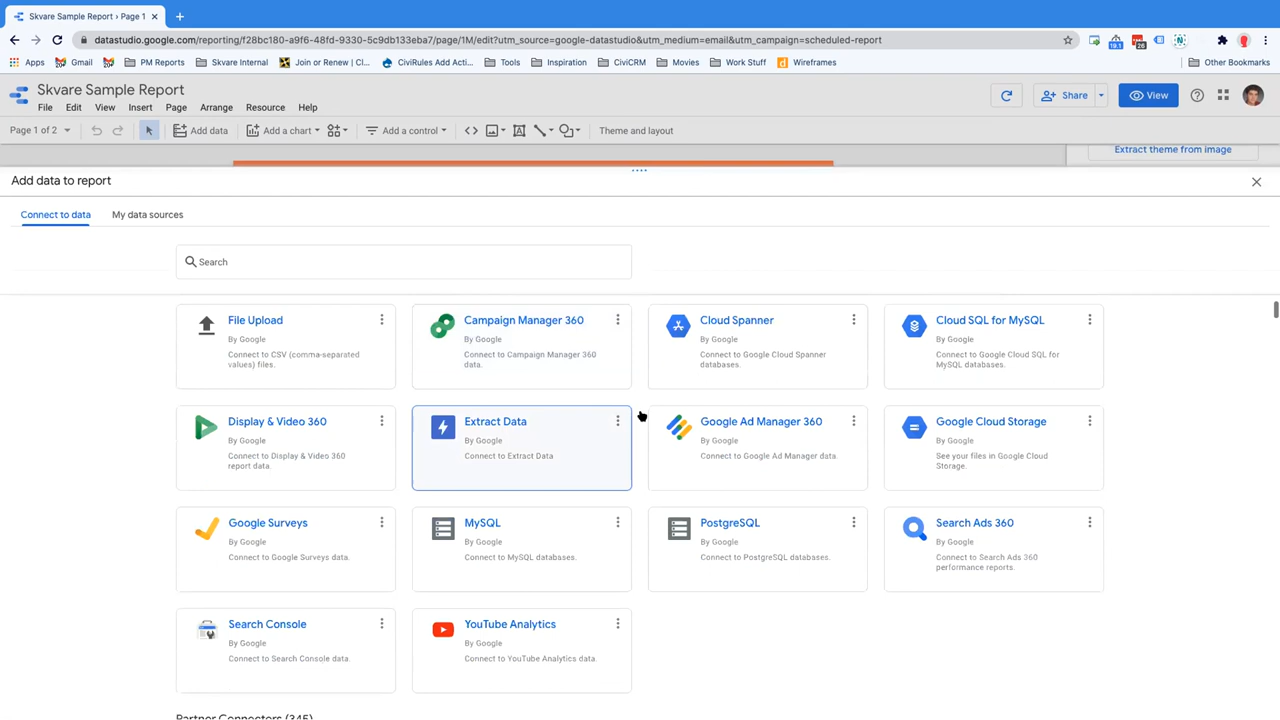 Skvare Sample Report › Page 1
datastudio.google.com/reporting/f28bc180-a9f6-48fd-9330-5c9db133eba7/page/1M/edit?utm_source=google-datastudio&utm_medium=email&utm_campaign=scheduled-report
19.1
26
Apps Gmail PM Reports Skvare Internal Join or Renew | Cl... CiviRules Add Acti... Tools Inspiration CiviCRM Movies Work Stuff Wireframes Other Bookmarks
Skvare Sample Report
File Edit View Insert Page Arrange Resource Help
Share View
Page 1 of 2 Add data Add a chart Add a control Theme and layout
Extract theme from image
Add data to report
Connect to data My data sources
Search
File Upload
By Google
Connect to CSV (comma-separated
values) files.
Campaign Manager 360
By Google
Connect to Campaign Manager 360
data.
Cloud Spanner
By Google
Connect to Google Cloud Spanner
databases.
Cloud SQL for MySQL
By Google
Connect to Google Cloud SQL for
MySQL databases.
Display & Video 360
By Google
Connect to Display & Video 360
report data.
Extract Data
By Google
Connect to Extract Data
Google Ad Manager 360
By Google
Connect to Google Ad Manager data.
Google Cloud Storage
By Google
See your files in Google Cloud
Storage.
Google Surveys
By Google
Connect to Google Surveys data.
MySQL
By Google
Connect to MySQL databases.
PostgreSQL
By Google
Connect to PostgreSQL databases.
Search Ads 360
By Google
Connect to Search Ads 360
performance reports.
Search Console
By Google
Connect to Search Console data.
YouTube Analytics
By Google
Connect to YouTube Analytics data.
Partner Connectors (345)